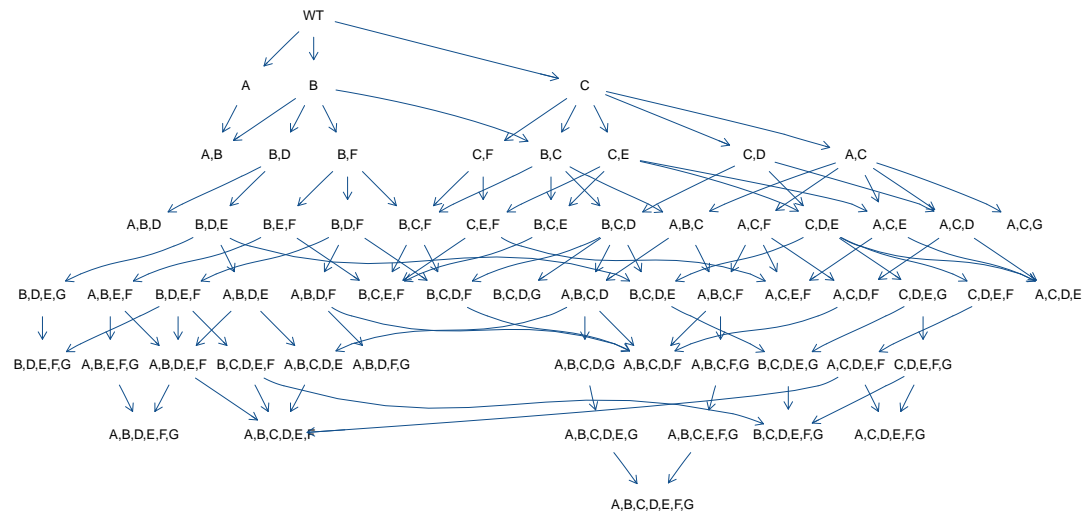 WT
A B C
A,B B,D B,F C,F B,C C,E C,D A,C
A,B,D B,D,E B,E,F B,D,F B,C,F C,E,F B,C,E B,C,D A,B,C A,C,F C,D,E A,C,E A,C,D A,C,G
B,D,E,G A,B,E,F B,D,E,F A,B,D,E A,B,D,F B,C,E,F B,C,D,F B,C,D,G A,B,C,D B,C,D,E A,B,C,F A,C,E,F A,C,D,F C,D,E,G C,D,E,F A,C,D,E
B,D,E,F,G A,B,E,F,G A,B,D,E,F B,C,D,E,F A,B,C,D,E A,B,D,F,G A,B,C,D,G A,B,C,D,F A,B,C,F,G B,C,D,E,G A,C,D,E,F C,D,E,F,G
A,B,D,E,F,G A,B,C,D,E,F A,B,C,D,E,G A,B,C,E,F,G B,C,D,E,F,G A,C,D,E,F,G
A,B,C,D,E,F,G